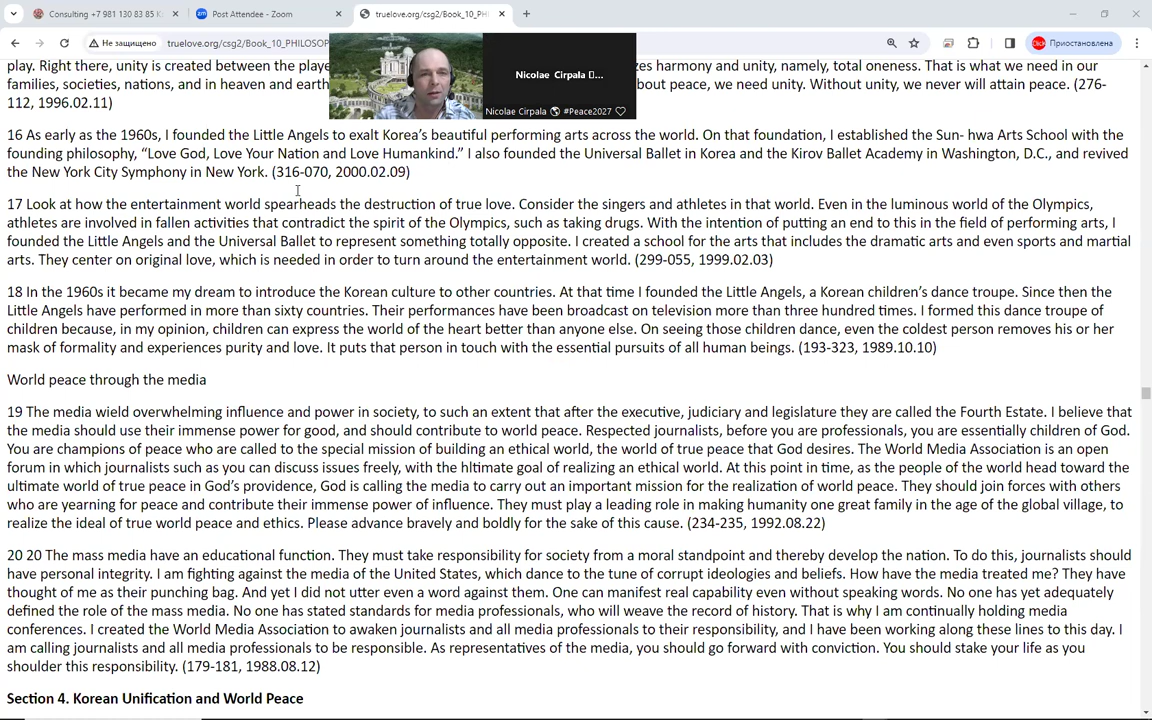 Consulting +7 981 130 83 85 K
Post Attendee - Zoom
truelove.org/csg2/Book_10_PHI
Не защищено
truelove.org/csg2/Book_10_PHILOSOP
Приостановлена
play. Right there, unity is created between the playe
es harmony and unity, namely, total oneness. That is what we need in our
families, societies, nations, and in heaven and earth
bout peace, we need unity. Without unity, we never will attain peace. (276-
112, 1996.02.11)
Nicolae Cirpala
Nicolae Cirpala #Peace2027
16 As early as the 1960s, I founded the Little Angels to exalt Korea's beautiful performing arts across the world. On that foundation, I established the Sun- hwa Arts School with the
founding philosophy, "Love God, Love Your Nation and Love Humankind." I also founded the Universal Ballet in Korea and the Kirov Ballet Academy in Washington, D.C., and revived
the New York City Symphony in New York. (316-070, 2000.02.09)
17 Look at how the entertainment world spearheads the destruction of true love. Consider the singers and athletes in that world. Even in the luminous world of the Olympics,
athletes are involved in fallen activities that contradict the spirit of the Olympics, such as taking drugs. With the intention of putting an end to this in the field of performing arts, I
founded the Little Angels and the Universal Ballet to represent something totally opposite. I created a school for the arts that includes the dramatic arts and even sports and martial
arts. They center on original love, which is needed in order to turn around the entertainment world. (299-055, 1999.02.03)
18 In the 1960s it became my dream to introduce the Korean culture to other countries. At that time I founded the Little Angels, a Korean children's dance troupe. Since then the
Little Angels have performed in more than sixty countries. Their performances have been broadcast on television more than three hundred times. I formed this dance troupe of
children because, in my opinion, children can express the world of the heart better than anyone else. On seeing those children dance, even the coldest person removes his or her
mask of formality and experiences purity and love. It puts that person in touch with the essential pursuits of all human beings. (193-323, 1989.10.10)
World peace through the media
19 The media wield overwhelming influence and power in society, to such an extent that after the executive, judiciary and legislature they are called the Fourth Estate. I believe that
the media should use their immense power for good, and should contribute to world peace. Respected journalists, before you are professionals, you are essentially children of God.
You are champions of peace who are called to the special mission of building an ethical world, the world of true peace that God desires. The World Media Association is an open
forum in which journalists such as you can discuss issues freely, with the hltimate goal of realizing an ethical world. At this point in time, as the people of the world head toward the
ultimate world of true peace in God's providence, God is calling the media to carry out an important mission for the realization of world peace. They should join forces with others
who are yearning for peace and contribute their immense power of influence. They must play a leading role in making humanity one great family in the age of the global village, to
realize the ideal of true world peace and ethics. Please advance bravely and boldly for the sake of this cause. (234-235, 1992.08.22)
20 20 The mass media have an educational function. They must take responsibility for society from a moral standpoint and thereby develop the nation. To do this, journalists should
have personal integrity. I am fighting against the media of the United States, which dance to the tune of corrupt ideologies and beliefs. How have the media treated me? They have
thought of me as their punching bag. And yet I did not utter even a word against them. One can manifest real capability even without speaking words. No one has yet adequately
defined the role of the mass media. No one has stated standards for media professionals, who will weave the record of history. That is why I am continually holding media
conferences. I created the World Media Association to awaken journalists and all media professionals to their responsibility, and I have been working along these lines to this day. I
am calling journalists and all media professionals to be responsible. As representatives of the media, you should go forward with conviction. You should stake your life as you
shoulder this responsibility. (179-181, 1988.08.12)
Section 4. Korean Unification and World Peace